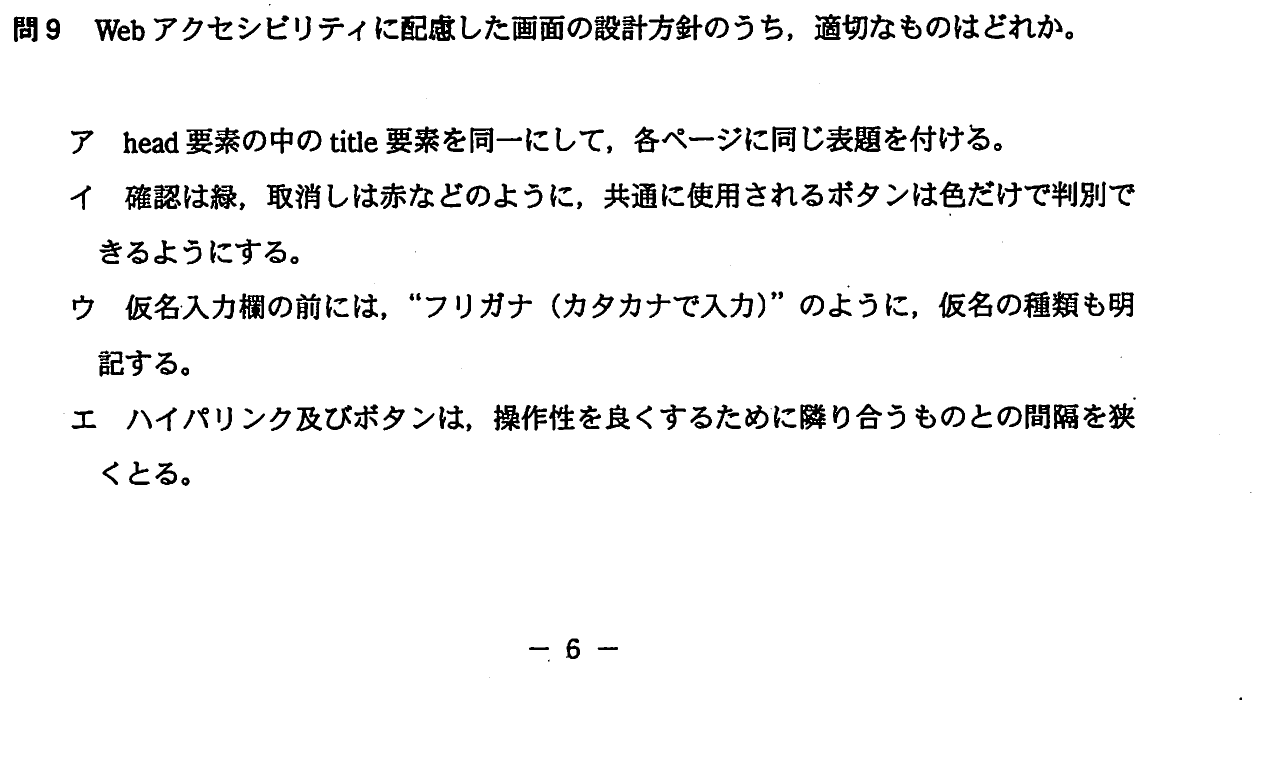 問9 Webアクセシビリティに配慮した画面の設計方針のうち，適切なものはどれか。
ア head要素の中のtitle要素を同一にして，各ページに同じ表題を付ける。
イ 確認は緑，取消しは赤などのように，共通に使用されるボタンは色だけで判別で
きるようにする。
ウ 仮名入力欄の前には，“フリガナ（カタカナで入力）”のように，仮名の種類も明
記する。
エ ハイパリンク及びボタンは，操作性を良くするために隣り合うものとの間隔を狭
くとる。
－ 6 －